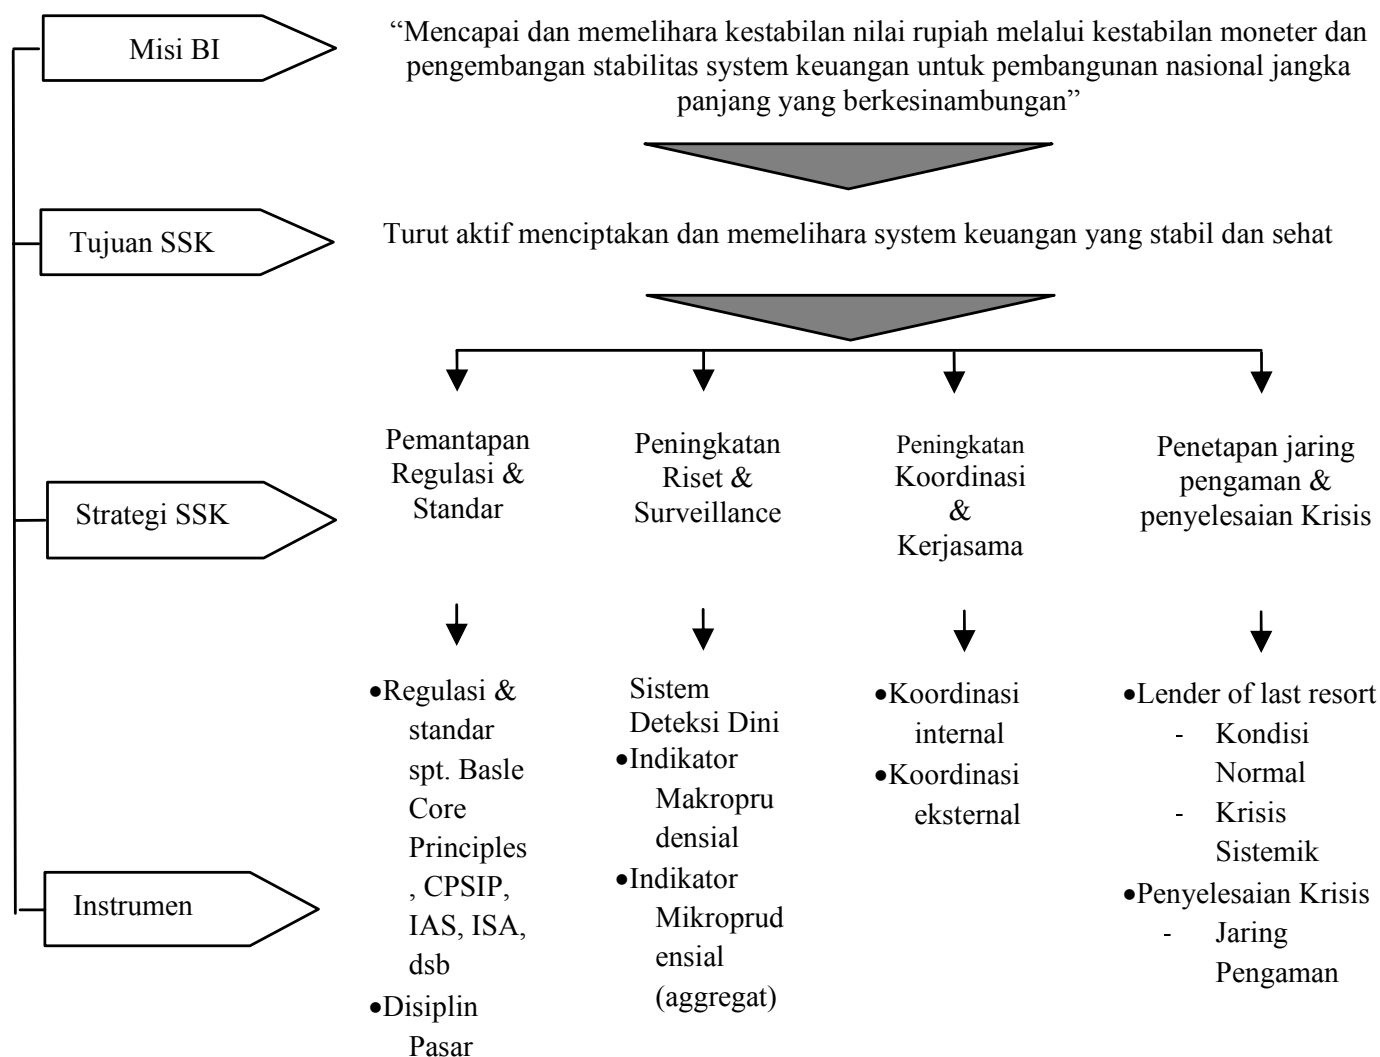 Misi BI
“Mencapai dan memelihara kestabilan nilai rupiah melalui kestabilan moneter dan
pengembangan stabilitas system keuangan untuk pembangunan nasional jangka
panjang yang berkesinambungan”
Tujuan SSK
Turut aktif menciptakan dan memelihara system keuangan yang stabil dan sehat
Strategi SSK
Pemantapan
Regulasi &
Standar
Peningkatan
Riset &
Surveillance
Peningkatan
Koordinasi
&
Kerjasama
Penetapan jaring
pengaman &
penyelesaian Krisis
Instrumen
•Regulasi &
standar
spt. Basle
Core
Principles
, CPSIP,
IAS, ISA,
dsb
•Disiplin
Pasar
Sistem
Deteksi Dini
•Indikator
Makropru
densial
•Indikator
Mikroprud
ensial
(aggregat)
•Koordinasi
internal
•Koordinasi
eksternal
•Lender of last resort
- Kondisi
Normal
- Krisis
Sistemik
•Penyelesaian Krisis
- Jaring
Pengaman